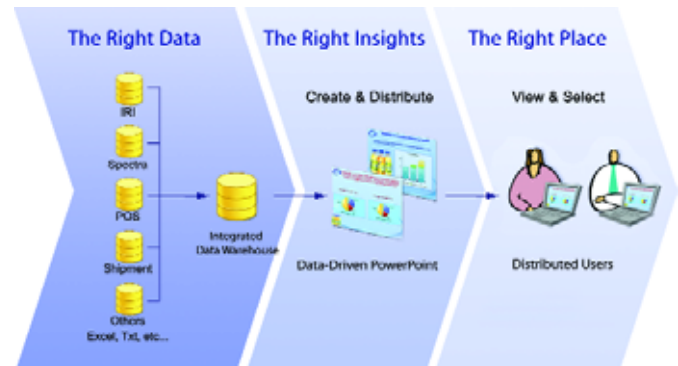 The Right Data
IRI
Spectra
POS
Shipment
Others
Excel, Txt, etc...
Integrated
Data Warehouse
The Right Insights
Create & Distribute
Data-Driven PowerPoint
The Right Place
View & Select
Distributed Users